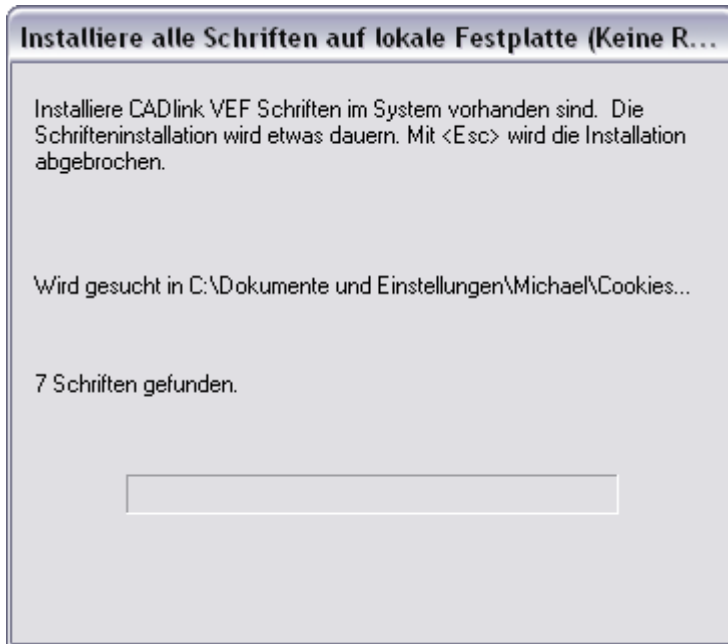 Installiere alle Schriften auf lokale Festplatte (Keine R...
Installiere CADlink VEF Schriften im System vorhanden sind.  Die
Schrifteninstallation wird etwas dauern. Mit <Esc> wird die Installation
abgebrochen.
Wird gesucht in C:\Dokumente und Einstellungen\Michael\Cookies...
7 Schriften gefunden.